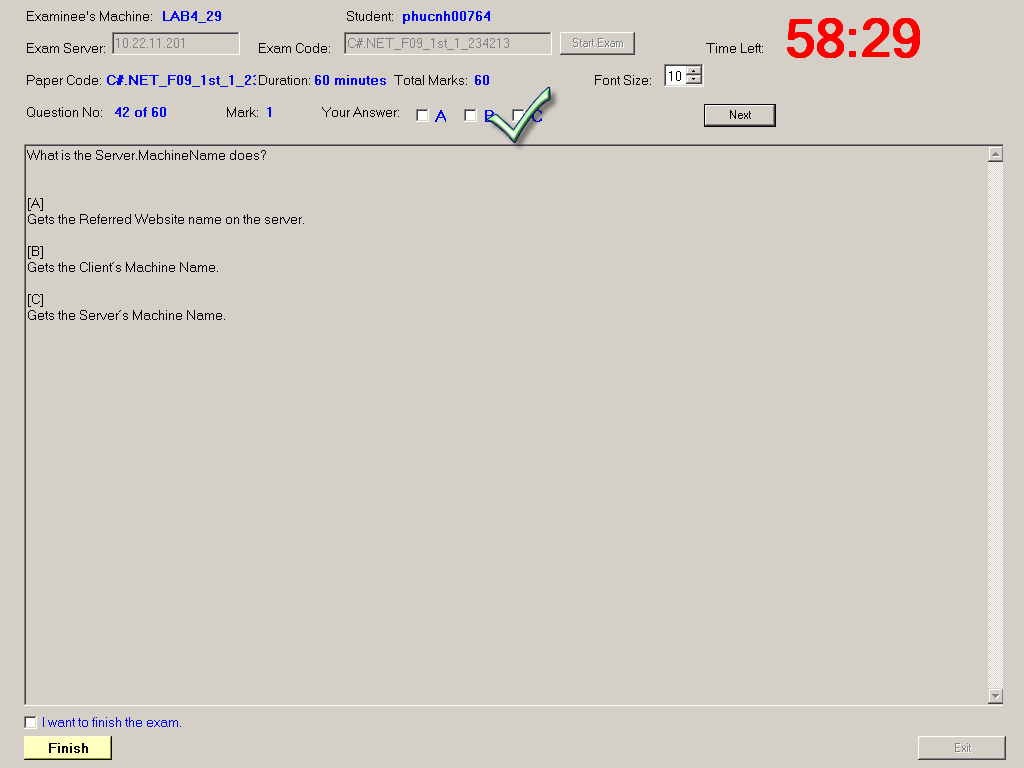 Examinee's Machine: LAB4_29 Student: phucnh00764
Exam Server: 10.22.11.201 Exam Code: C#.NET_F09_1st_1_234213 Start Exam Time Left: 58:29
Paper Code: C#.NET_F09_1st_1_23 Duration: 60 minutes Total Marks: 60 Font Size: 10
Question No: 42 of 60 Mark: 1 Your Answer: A B C Next
What is the Server.MachineName does?
[A]
Gets the Referred Website name on the server.
[B]
Gets the Client's Machine Name.
[C]
Gets the Server's Machine Name.
I want to finish the exam.
Finish Exit